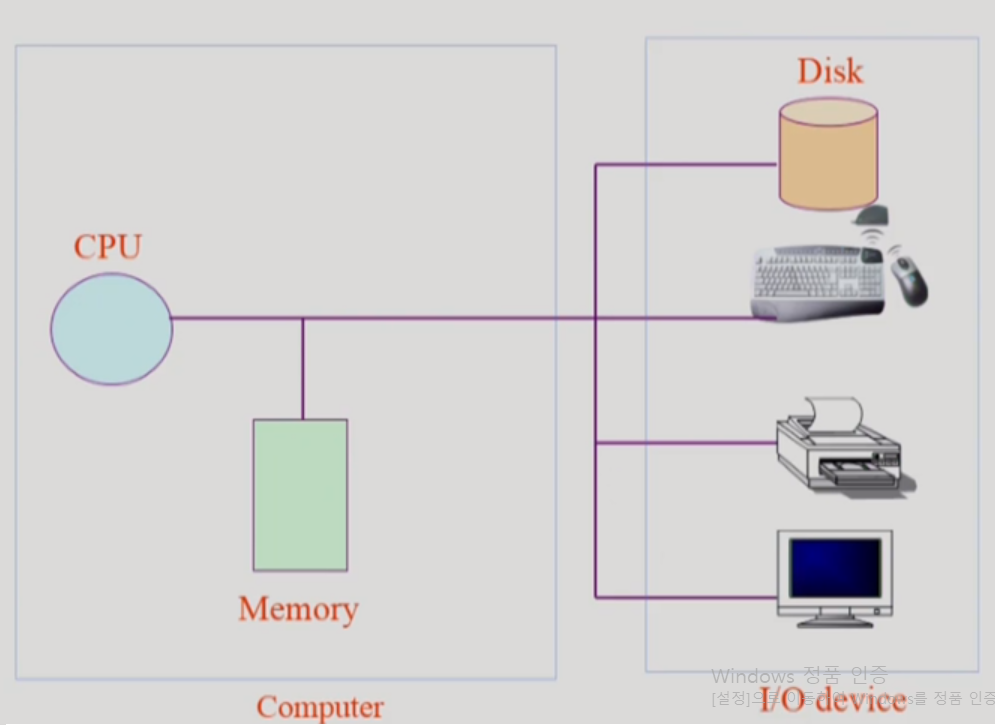 Disk
CPU
Memory
Computer
I/O device
Windows 정품 인증
[설정]으로 이동하여 Windows를 정품 인증